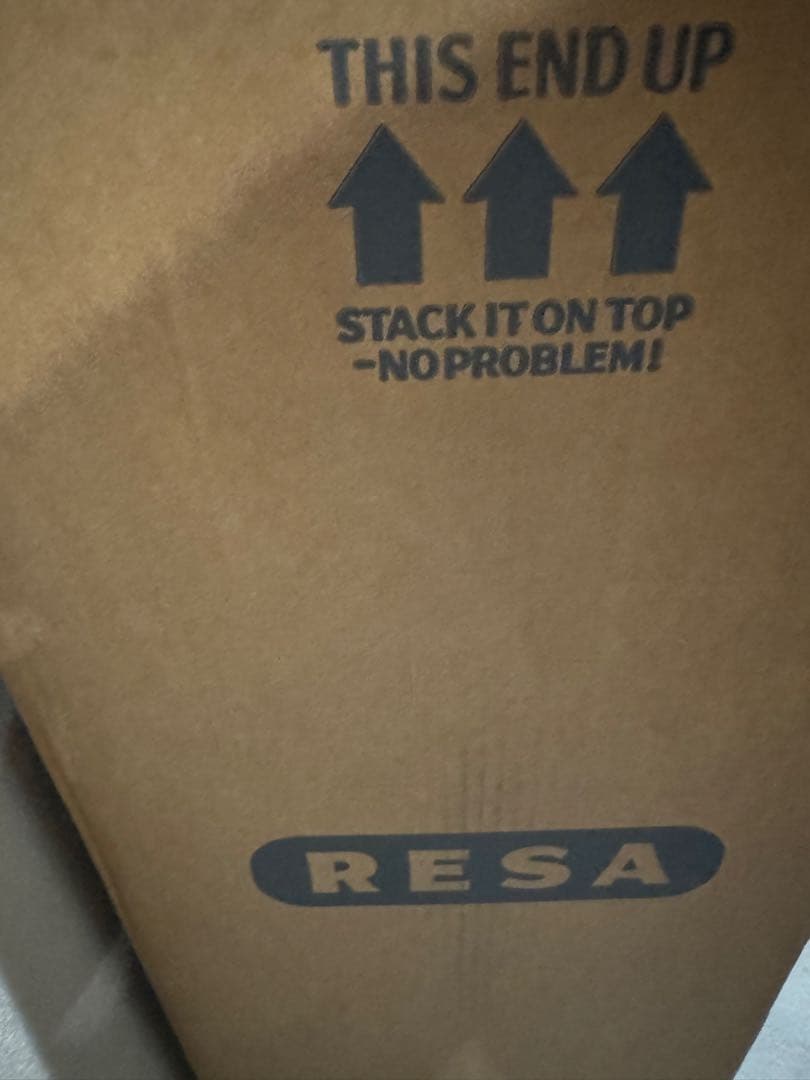 THIS END UP
STACK IT ON TOP
-NO PROBLEM!
RESA